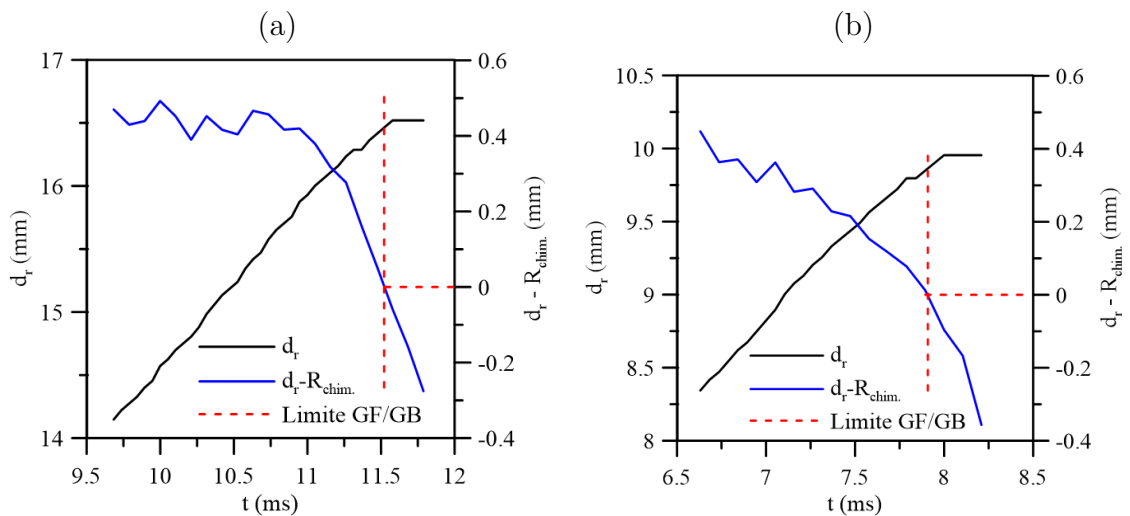 (a)
17
16
15
14
d_r (mm)
0.6
0.4
0.2
0
-0.2
-0.4
d_r - R_chim. (mm)
d_r
d_r-R_chim.
Limite GF/GB
9.5 10 10.5 11 11.5 12
t (ms)
(b)
10.5
10
9.5
9
8.5
8
d_r (mm)
0.6
0.4
0.2
0
-0.2
-0.4
d_r - R_chim. (mm)
d_r
d_r-R_chim.
Limite GF/GB
6.5 7 7.5 8 8.5
t (ms)